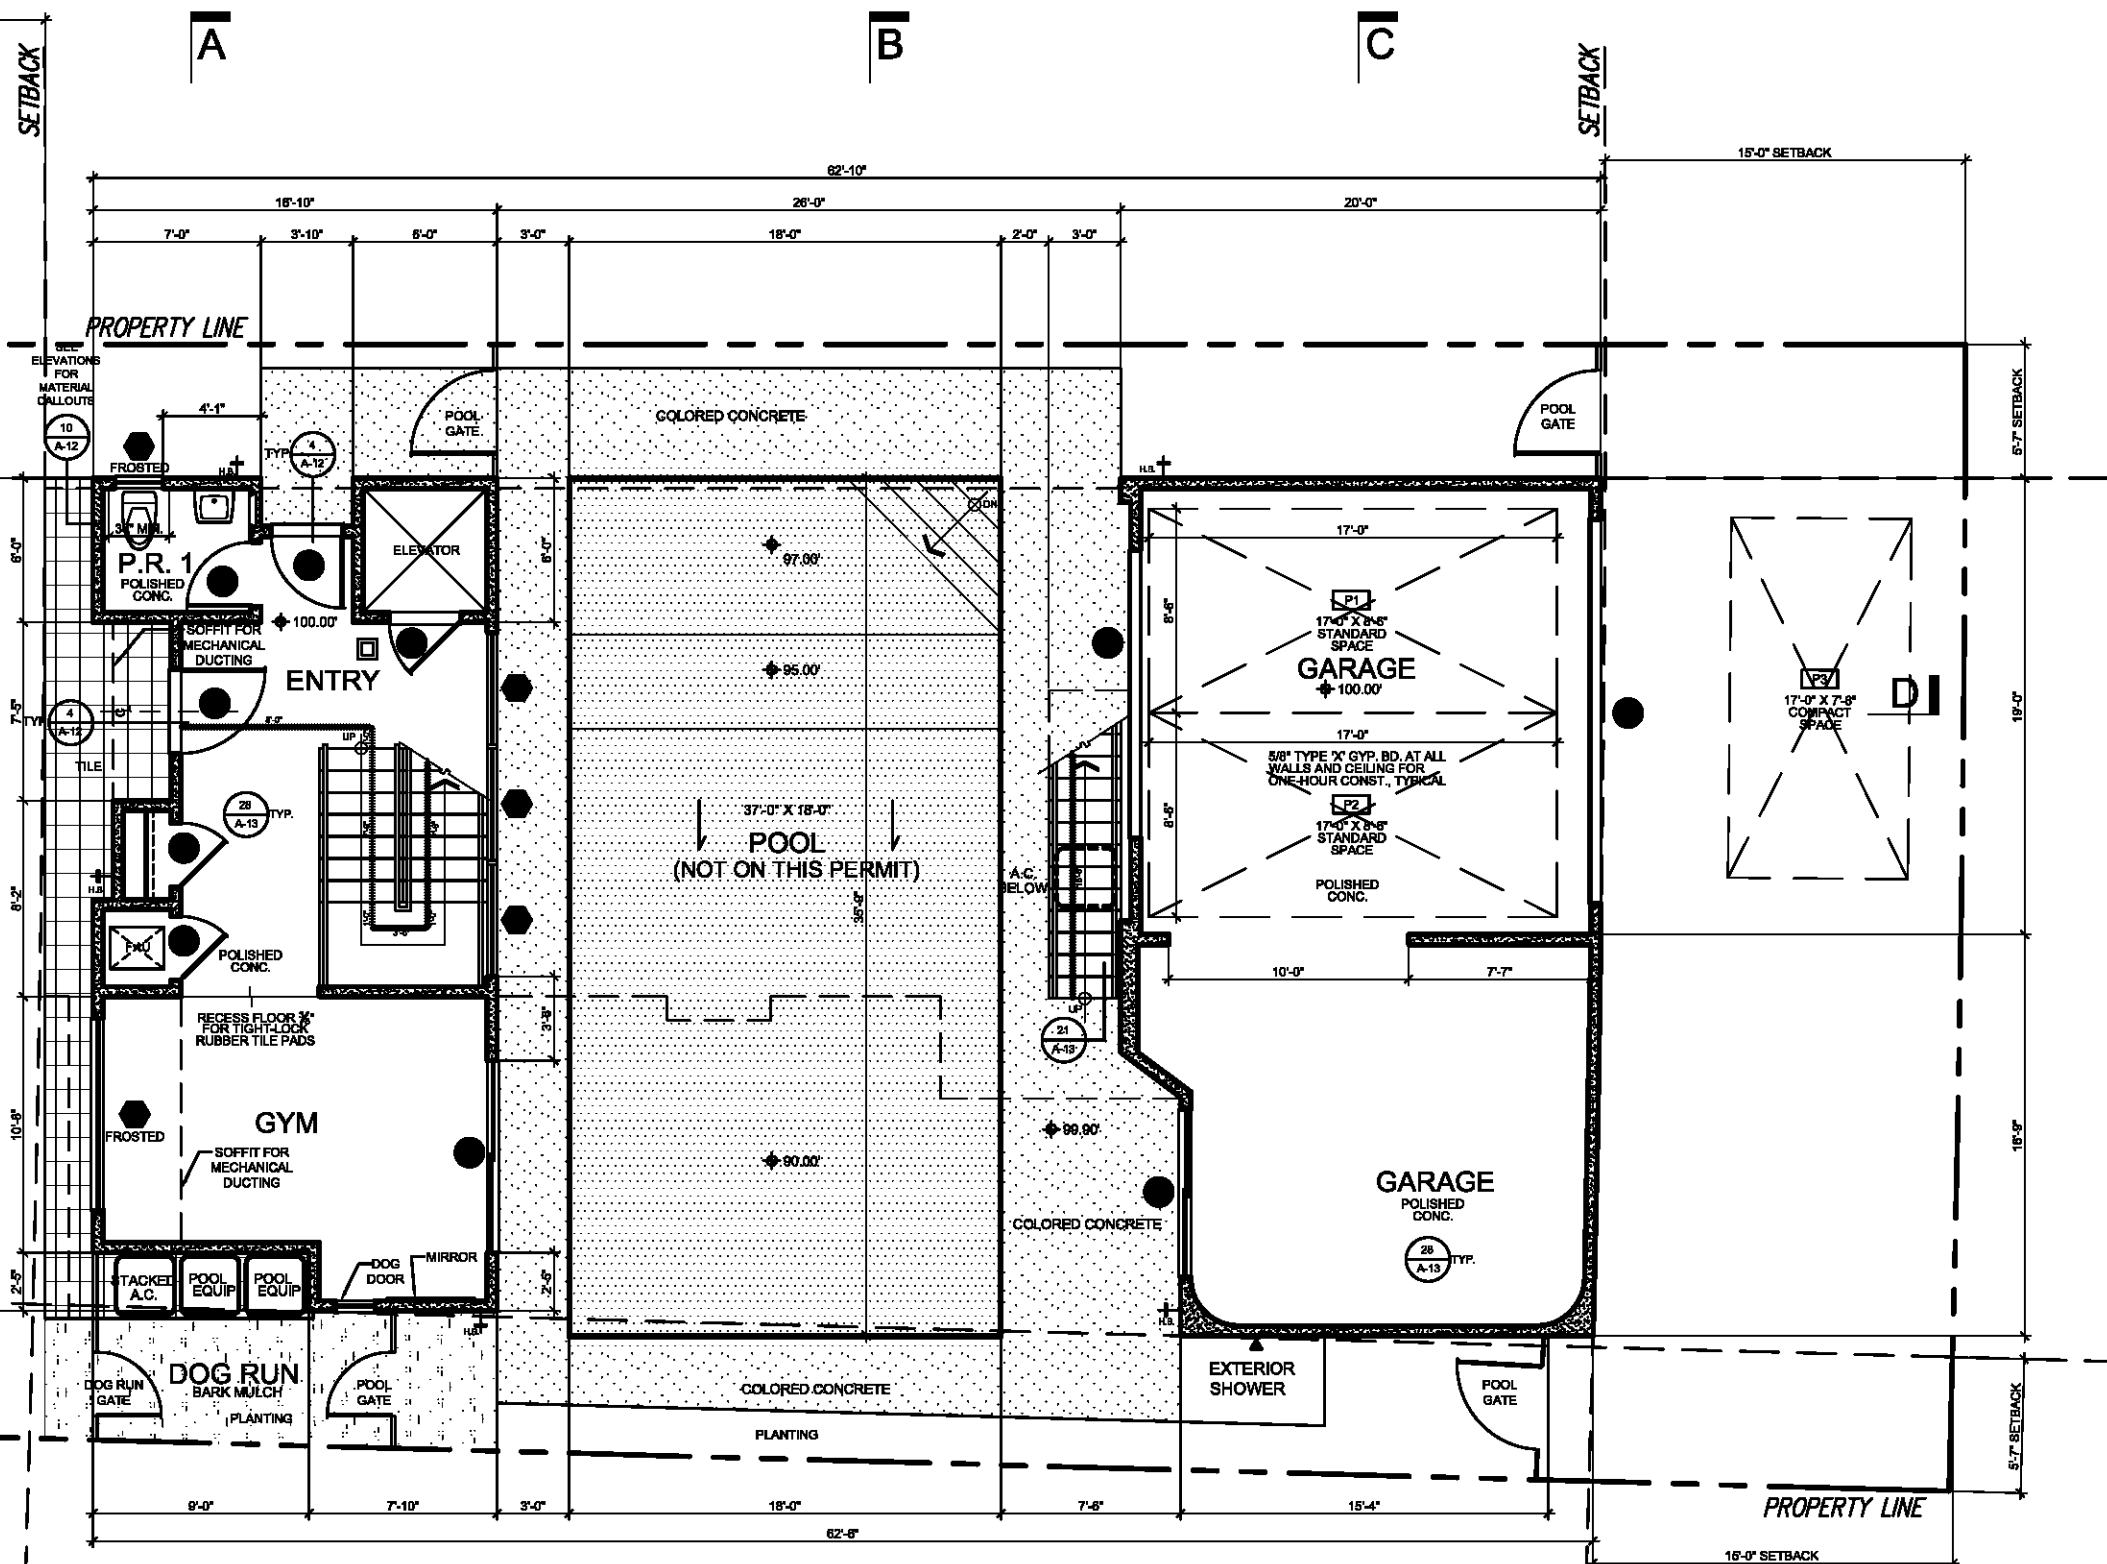 A
B
C
SETBACK
SETBACK
15'-0" SETBACK
62'-10"
16'-10"
26'-0"
20'-0"
7'-0"
3'-10"
6'-0"
3'-0"
18'-0"
2'-0"
3'-0"
PROPERTY LINE
SEE
ELEVATIONS
FOR
MATERIAL
CALLOUTS
4'-1"
10
A-12
FROSTED
H.B.
TYP.
4
A-12
POOL
GATE
COLORED CONCRETE
POOL
GATE
5'-7" SETBACK
H.B.
6'-0"
P.R. 1
POLISHED
CONC.
ELEVATOR
6'-0"
97.00'
DN
17'-0"
100.00'
SOFFIT FOR
MECHANICAL
DUCTING
ENTRY
95.00'
8'-6"
P1
17'-0" X 8'-6"
STANDARD
SPACE
GARAGE
100.00'
P3
17'-0" X 7'-8"
COMPACT
SPACE
D
19'-0"
7'-5"
TYP.
4
A-12
UP
TILE
17'-0"
5/8" TYPE 'X' GYP. BD. AT ALL
WALLS AND CEILING FOR
ONE-HOUR CONST., TYPICAL
28
A-13
TYP.
37'-0" X 18'-0"
POOL
(NOT ON THIS PERMIT)
8'-6"
P2
17'-0" X 8'-6"
STANDARD
SPACE
A.C.
BELOW
POLISHED
CONC.
H.B.
8'-2"
35'-9"
FAU
POLISHED
CONC.
3'-6"
10'-0"
7'-7"
RECESS FLOOR
FOR TIGHT-LOCK
RUBBER TILE PADS
UP
21
A-13
GYM
FROSTED
10'-8"
SOFFIT FOR
MECHANICAL
DUCTING
90.00'
99.90'
16'-9"
GARAGE
POLISHED
CONC.
COLORED CONCRETE
28
A-13
TYP.
DOG
DOOR
MIRROR
STACKED
A.C.
POOL
EQUIP
POOL
EQUIP
H.B.
H.B.
DOG RUN
BARK MULCH
DOG RUN
GATE
PLANTING
POOL
GATE
COLORED CONCRETE
EXTERIOR
SHOWER
POOL
GATE
5'-7" SETBACK
PLANTING
9'-0"
7'-10"
3'-0"
18'-0"
7'-6"
15'-4"
PROPERTY LINE
62'-8"
15'-0" SETBACK